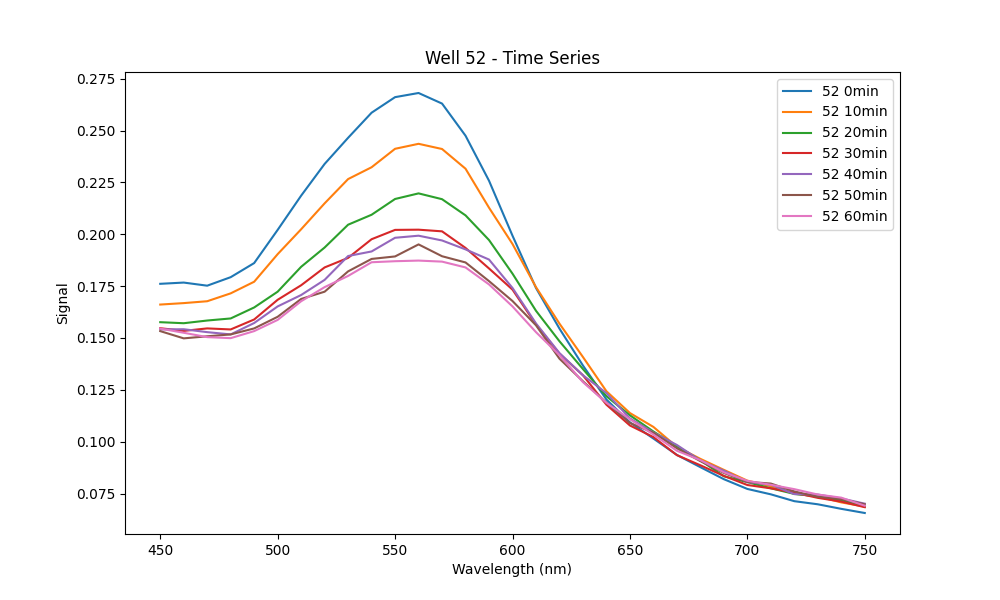 Well 52 - Time Series
Signal
0.275
0.250
0.225
0.200
0.175
0.150
0.125
0.100
0.075
52 0min
52 10min
52 20min
52 30min
52 40min
52 50min
52 60min
450 500 550 600 650 700 750
Wavelength (nm)